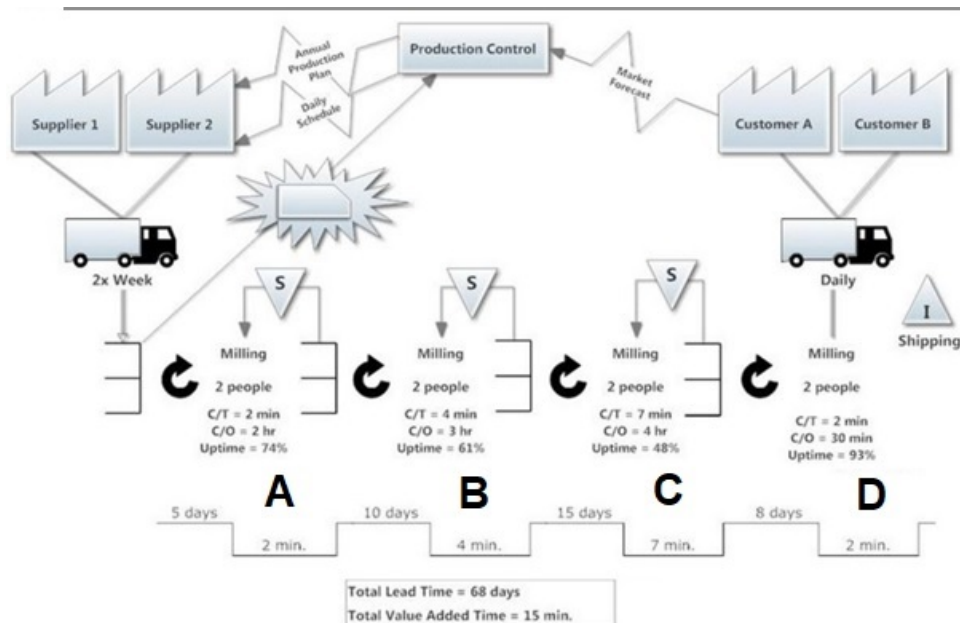 Production Control
Annual
Production
Plan
Daily
Schedule
Market
Forecast
Supplier 1
Supplier 2
Customer A
Customer B
2x Week
Daily
S
S
S
I
Shipping
Milling
2 people
C/T = 2 min
C/O = 2 hr
Uptime = 74%
Milling
2 people
C/T = 4 min
C/O = 3 hr
Uptime = 61%
Milling
2 people
C/T = 7 min
C/O = 4 hr
Uptime = 48%
Milling
2 people
C/T = 2 min
C/O = 30 min
Uptime = 93%
A
B
C
D
5 days
10 days
15 days
8 days
2 min.
4 min.
7 min.
2 min.
Total Lead Time = 68 days
Total Value Added Time = 15 min.